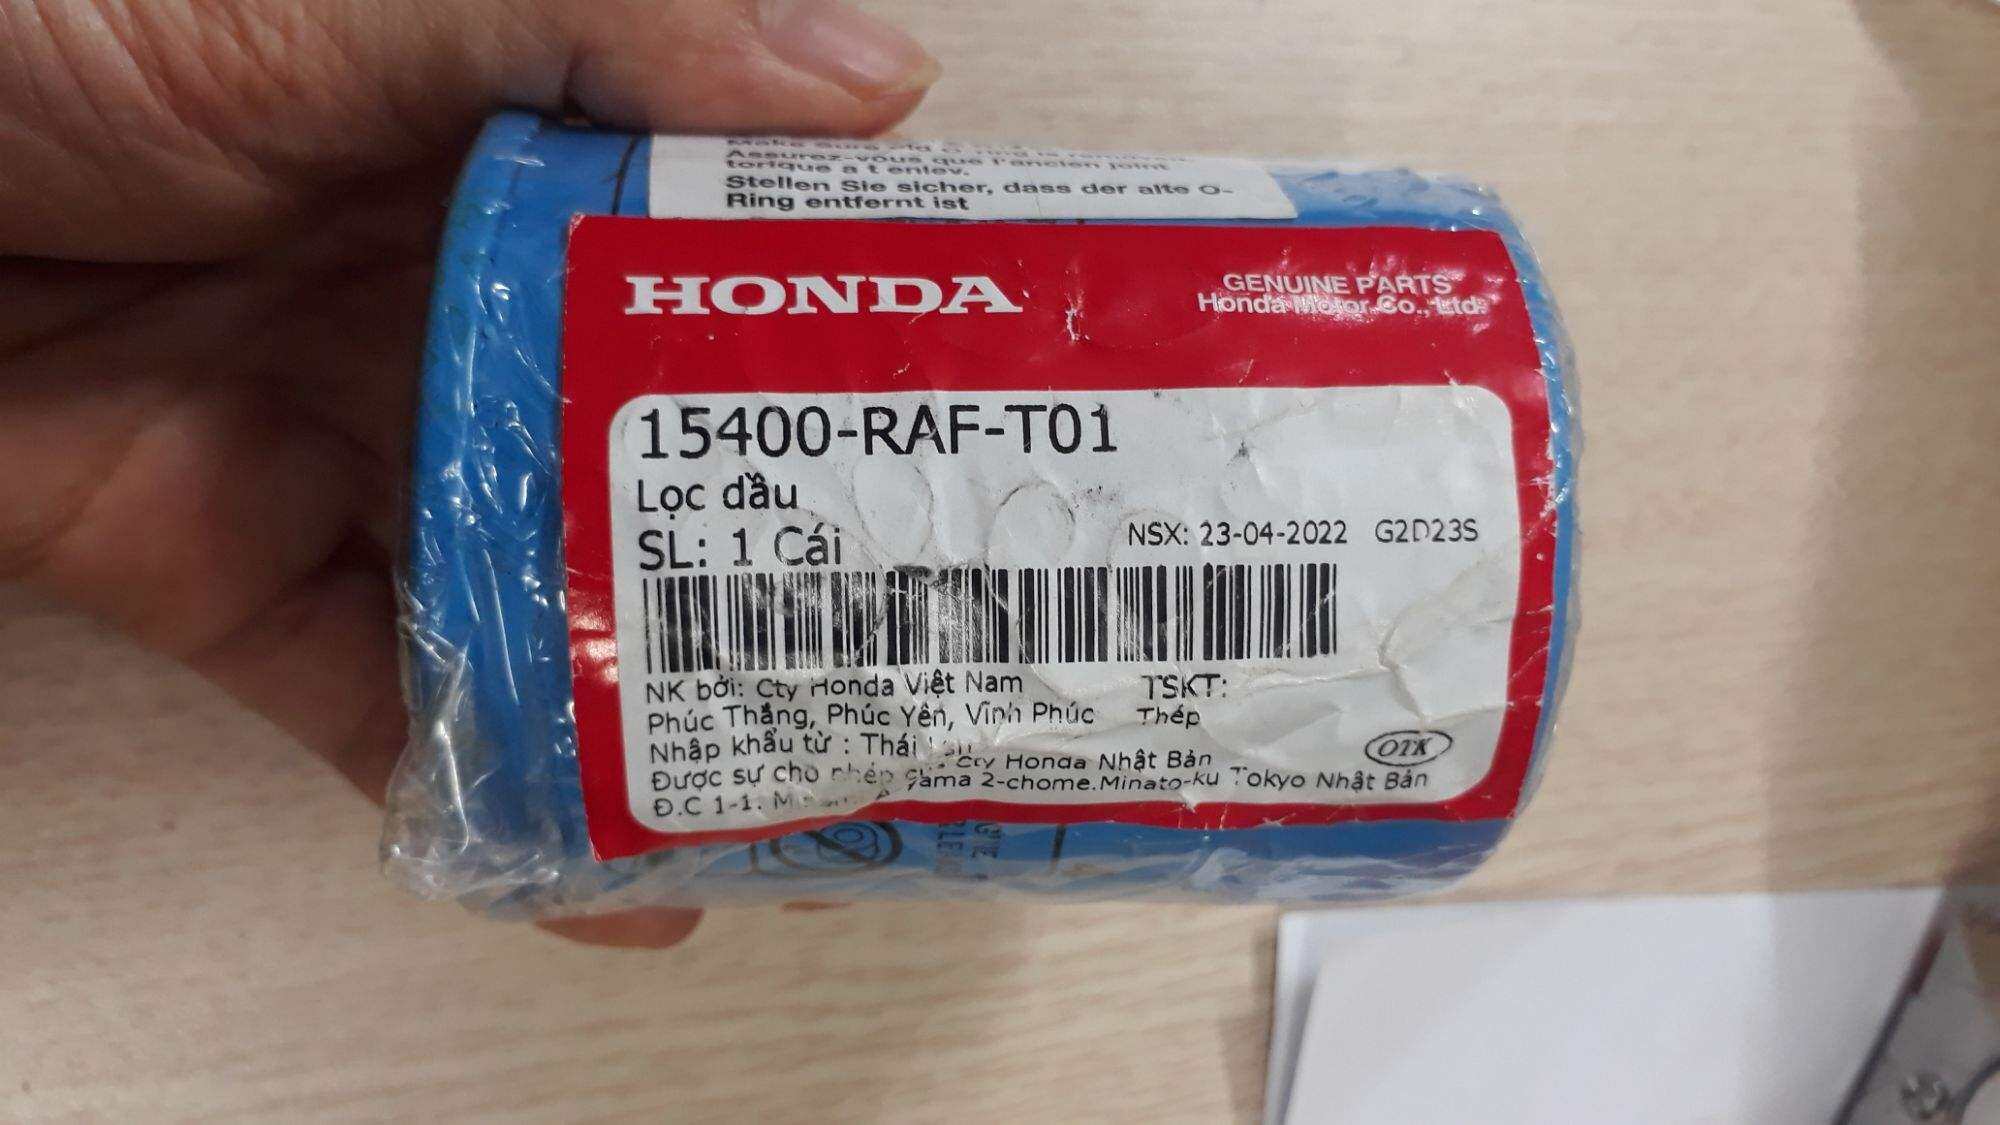 Assurez-vous que l'ancien joint
torique a t enlev.
Stellen Sie sicher, dass der alte O-
Ring entfernt ist
HONDA
GENUINE PARTS
Honda Motor Co., Ltd.
15400-RAF-T01
Lọc dầu
SL: 1 Cái
NSX: 23-04-2022 G2D23S
NK bởi: Cty Honda Việt Nam
TSKT:
Phúc Thắng, Phúc Yên, Vĩnh Phúc
Thép
Nhập khẩu từ : Thái
OTK
Được sự cho phép Cty Honda Nhật Bản
Đ.C 1-1. 2-chome.Minato-ku Tokyo Nhật Bản